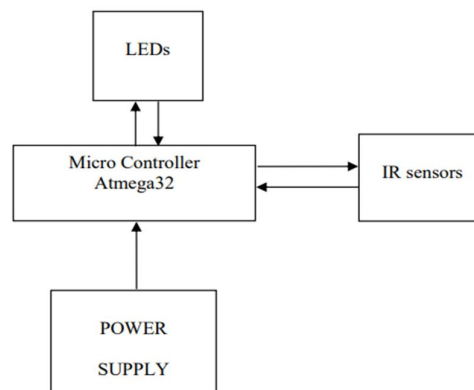 LEDs
Micro Controller
Atmega32
IR sensors
POWER
SUPPLY